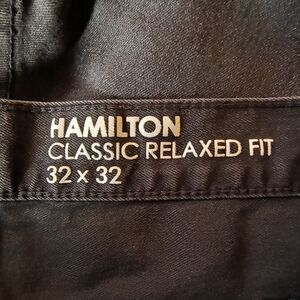 HAMILTON
CLASSIC RELAXED FIT
32 x 32